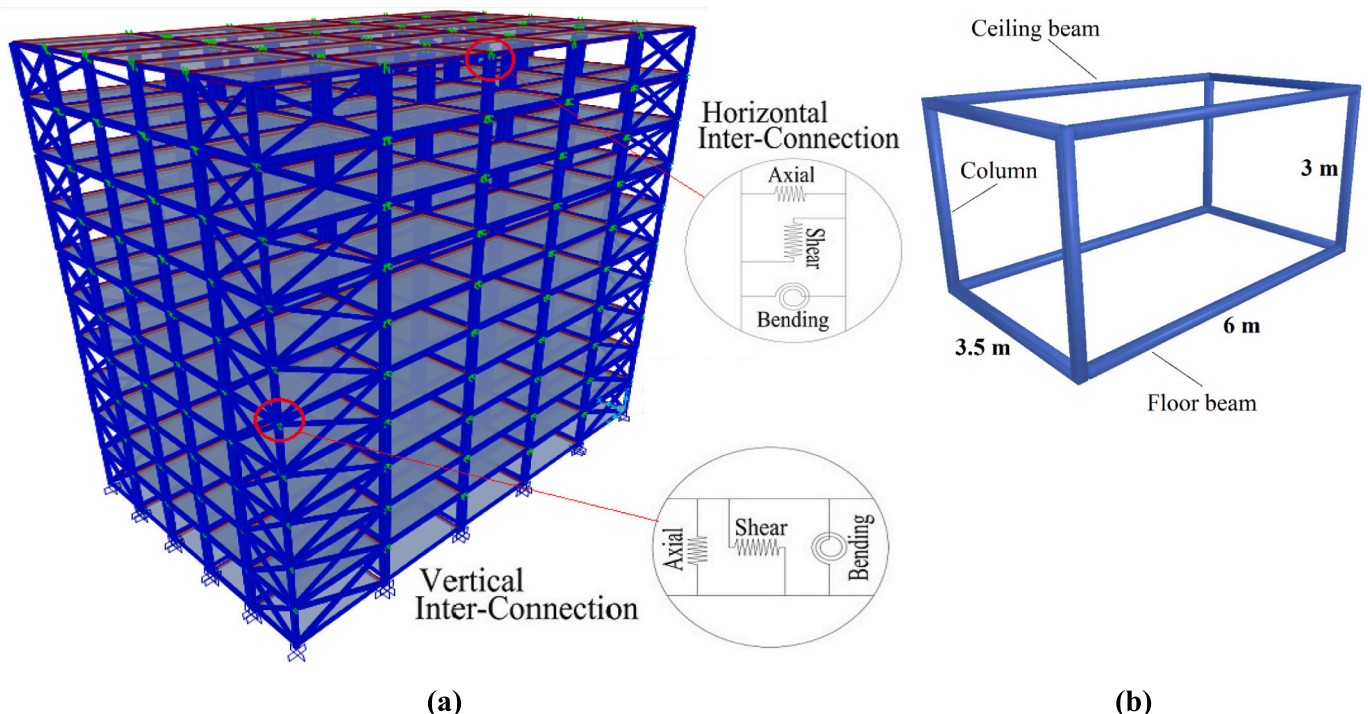 Horizontal
Inter-Connection
Axial
Shear
Bending
Vertical
Inter-Connection
Axial
Shear
Bending
(a)
Ceiling beam
Column
3 m
6 m
3.5 m
Floor beam
(b)